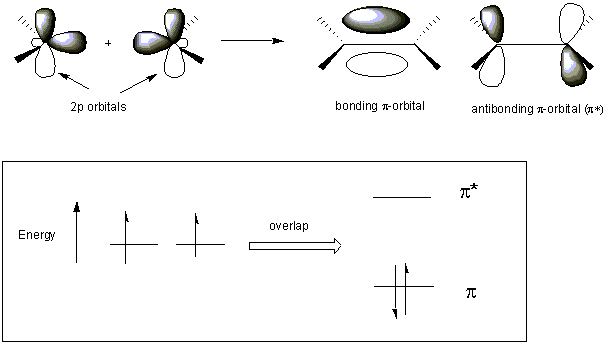 +
2p orbitals
bonding π-orbital
antibonding π-orbital (π*)
Energy
overlap
π*
π